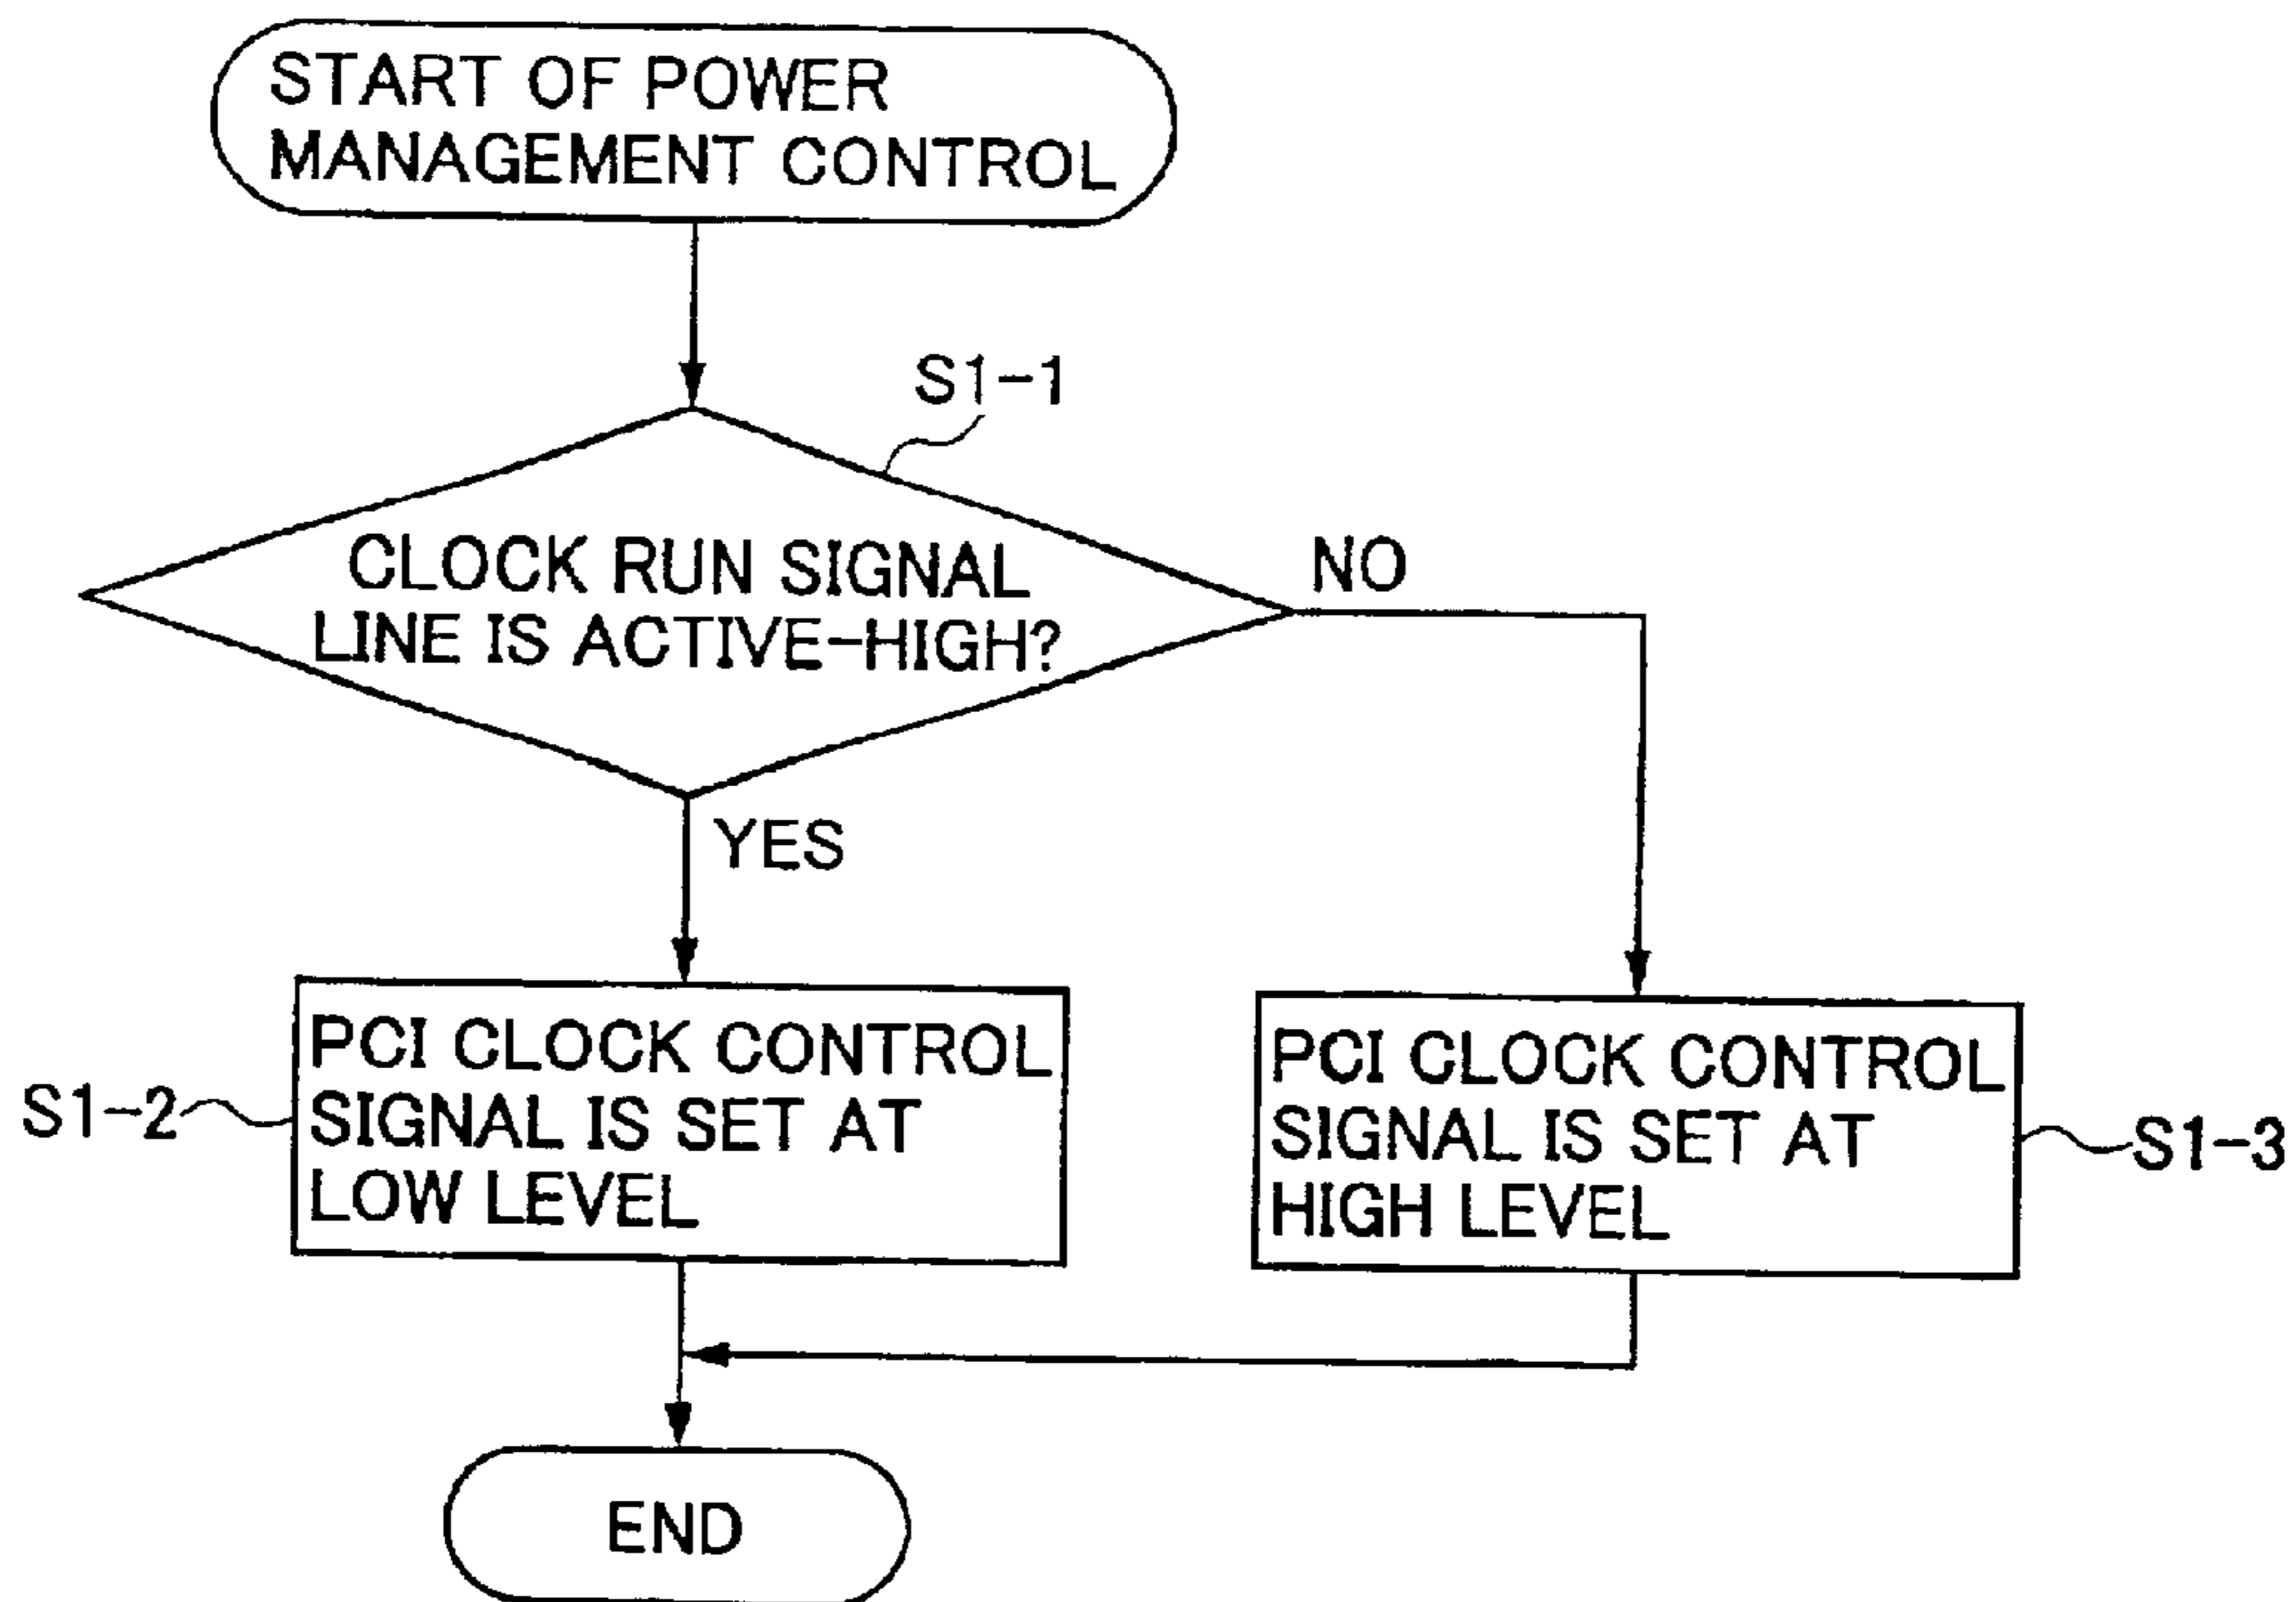 START OF POWER
MANAGEMENT CONTROL
S1-1
CLOCK RUN SIGNAL
LINE IS ACTIVE-HIGH?
NO
YES
S1-2
PCI CLOCK CONTROL
SIGNAL IS SET AT
LOW LEVEL
PCI CLOCK CONTROL
SIGNAL IS SET AT
HIGH LEVEL
S1-3
END